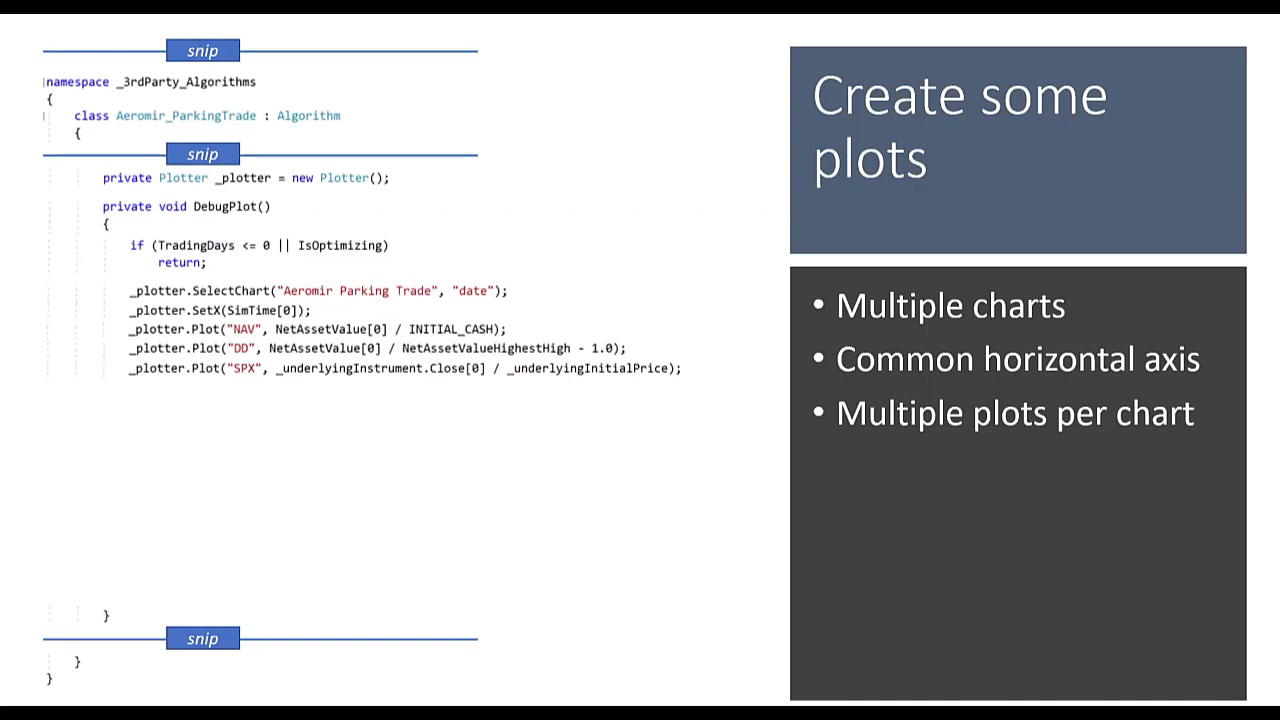 snip
namespace _3rdParty_Algorithms
{
class Aeromir_ParkingTrade : Algorithm
{
snip
private Plotter _plotter = new Plotter();
private void DebugPlot()
{
if (TradingDays <= 0 || IsOptimizing)
return;
_plotter.SelectChart("Aeromir Parking Trade", "date");
_plotter.SetX(SimTime[0]);
_plotter.Plot("NAV", NetAssetValue[0] / INITIAL_CASH);
_plotter.Plot("DD", NetAssetValue[0] / NetAssetValueHighestHigh - 1.0);
_plotter.Plot("SPX", _underlyingInstrument.Close[0] / _underlyingInitialPrice);
}
snip
}
}
Create some
plots
• Multiple charts
• Common horizontal axis
• Multiple plots per chart